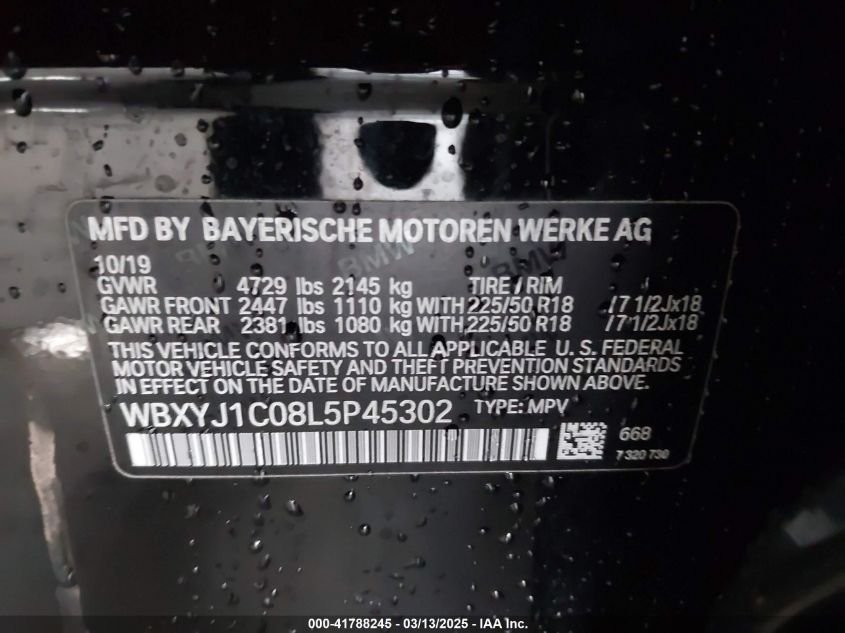 MFD BY BAYERISCHE MOTOREN WERKE AG
10/19
GVWR 4729 lbs 2145 kg TIRE / RIM
GAWR FRONT 2447 lbs 1110 kg WITH 225/50 R18 / 7 1/2Jx18
GAWR REAR 2381 lbs 1080 kg WITH 225/50 R18 / 7 1/2Jx18
THIS VEHICLE CONFORMS TO ALL APPLICABLE U. S. FEDERAL
MOTOR VEHICLE SAFETY AND THEFT PREVENTION STANDARDS
IN EFFECT ON THE DATE OF MANUFACTURE SHOWN ABOVE.
WBXYJ1C08L5P45302 TYPE: MPV
668
7 320 730
000-41788245 - 03/13/2025 - IAA Inc.